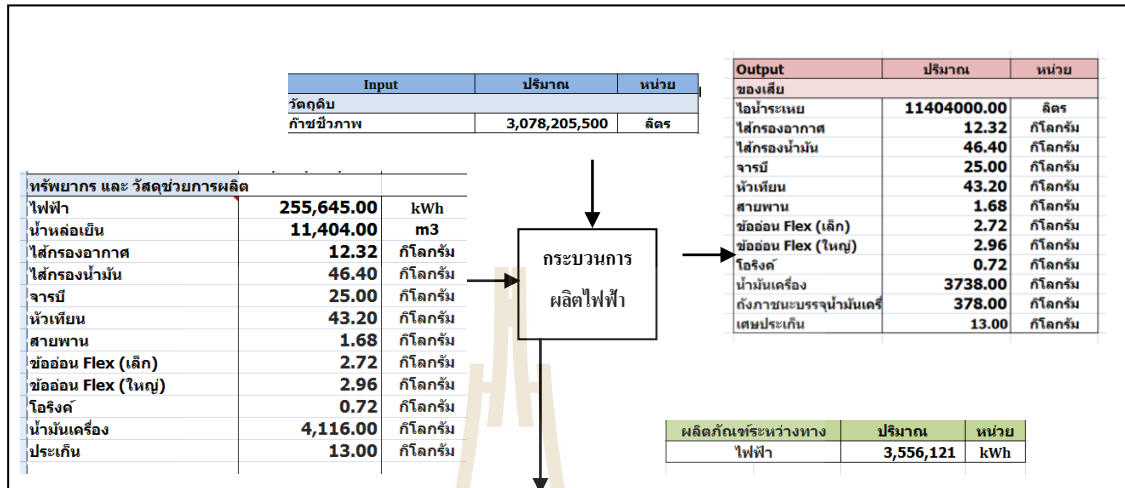 Input ปริมาณ หน่วย
วัตถุดิบ
ก๊าซชีวภาพ 3,078,205,500 ลิตร
Output ปริมาณ หน่วย
ของเสีย
ไอน้ำระเหย 11404000.00 ลิตร
ไส้กรองอากาศ 12.32 กิโลกรัม
ไส้กรองน้ำมัน 46.40 กิโลกรัม
จารบี 25.00 กิโลกรัม
หัวเทียน 43.20 กิโลกรัม
สายพาน 1.68 กิโลกรัม
ข้ออ่อน Flex (เล็ก) 2.72 กิโลกรัม
ข้ออ่อน Flex (ใหญ่) 2.96 กิโลกรัม
โอริงค์ 0.72 กิโลกรัม
น้ำมันเครื่อง 3738.00 กิโลกรัม
ถังภาชนะบรรจุน้ำมันเครื่ 378.00 กิโลกรัม
เศษประเก็น 13.00 กิโลกรัม
ทรัพยากร และ วัสดุช่วยการผลิต
ไฟฟ้า 255,645.00 kWh
น้ำหล่อเย็น 11,404.00 m3
ไส้กรองอากาศ 12.32 กิโลกรัม
ไส้กรองน้ำมัน 46.40 กิโลกรัม
จารบี 25.00 กิโลกรัม
หัวเทียน 43.20 กิโลกรัม
สายพาน 1.68 กิโลกรัม
ข้ออ่อน Flex (เล็ก) 2.72 กิโลกรัม
ข้ออ่อน Flex (ใหญ่) 2.96 กิโลกรัม
โอริงค์ 0.72 กิโลกรัม
น้ำมันเครื่อง 4,116.00 กิโลกรัม
ประเก็น 13.00 กิโลกรัม
กระบวนการ
ผลิตไฟฟ้า
ผลิตภัณฑ์ระหว่างทาง ปริมาณ หน่วย
ไฟฟ้า 3,556,121 kWh